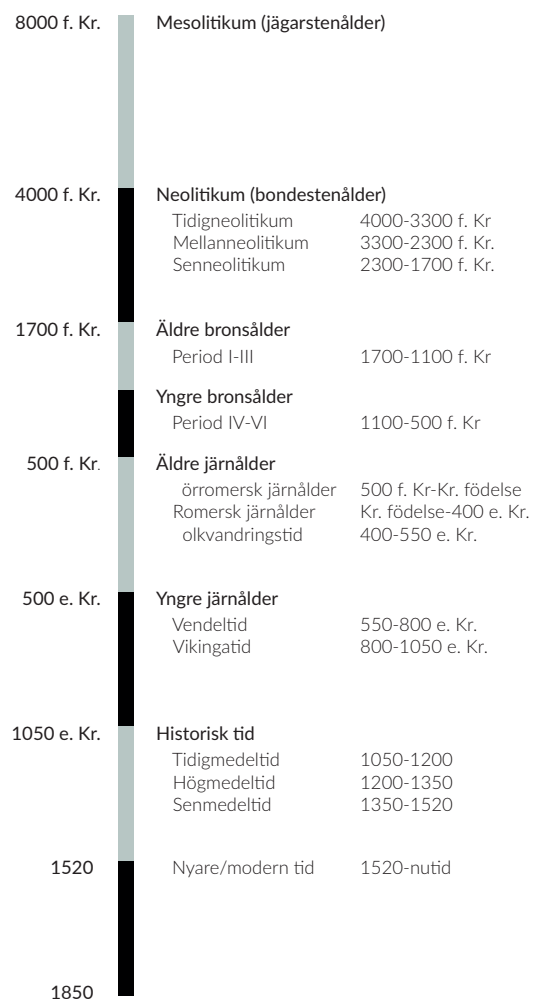 8000 f. Kr. Mesolitikum (jägarstenålder)
4000 f. Kr. Neolitikum (bondestenålder)
Tidigneolitikum 4000-3300 f. Kr
Mellanneolitikum 3300-2300 f. Kr.
Senneolitikum 2300-1700 f. Kr.
1700 f. Kr. Äldre bronsålder
Period I-III 1700-1100 f. Kr
Yngre bronsålder
Period IV-VI 1100-500 f. Kr
500 f. Kr. Äldre järnålder
örromersk järnålder 500 f. Kr-Kr. födelse
Romersk järnålder Kr. födelse-400 e. Kr.
olkvandringstid 400-550 e. Kr.
500 e. Kr. Yngre järnålder
Vendeltid 550-800 e. Kr.
Vikingatid 800-1050 e. Kr.
1050 e. Kr. Historisk tid
Tidigmedeltid 1050-1200
Högmedeltid 1200-1350
Senmedeltid 1350-1520
1520 Nyare/modern tid 1520-nutid
1850